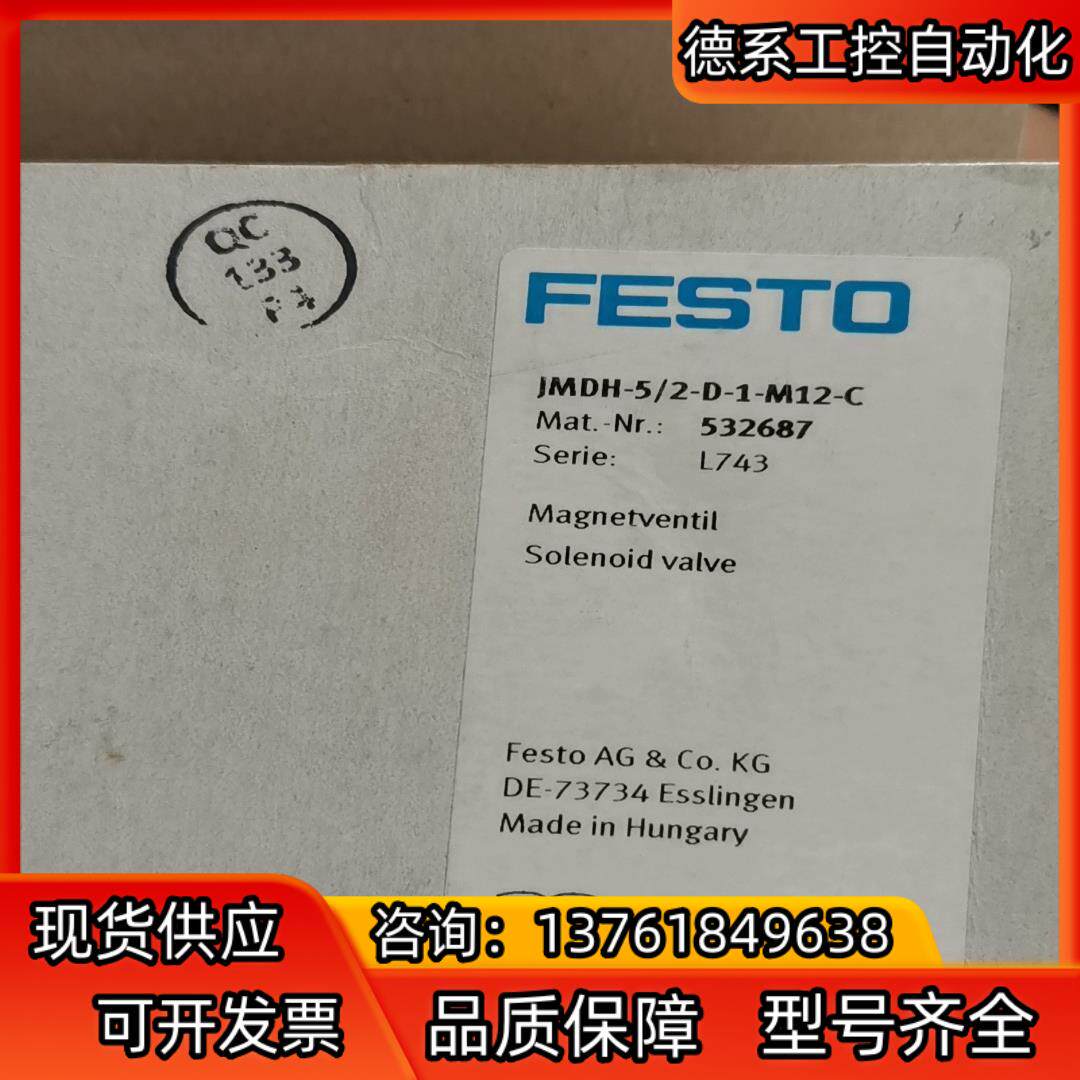 德系工控自动化
QC
133
FESTO
JMDH-5/2-D-1-M12-C
Mat.-Nr.: 532687
Serie: L743
Magnetventil
Solenoid valve
Festo AG & Co. KG
DE-73734 Esslingen
Made in Hungary
现货供应
咨询：13761849638
可开发票 品质保障 型号齐全